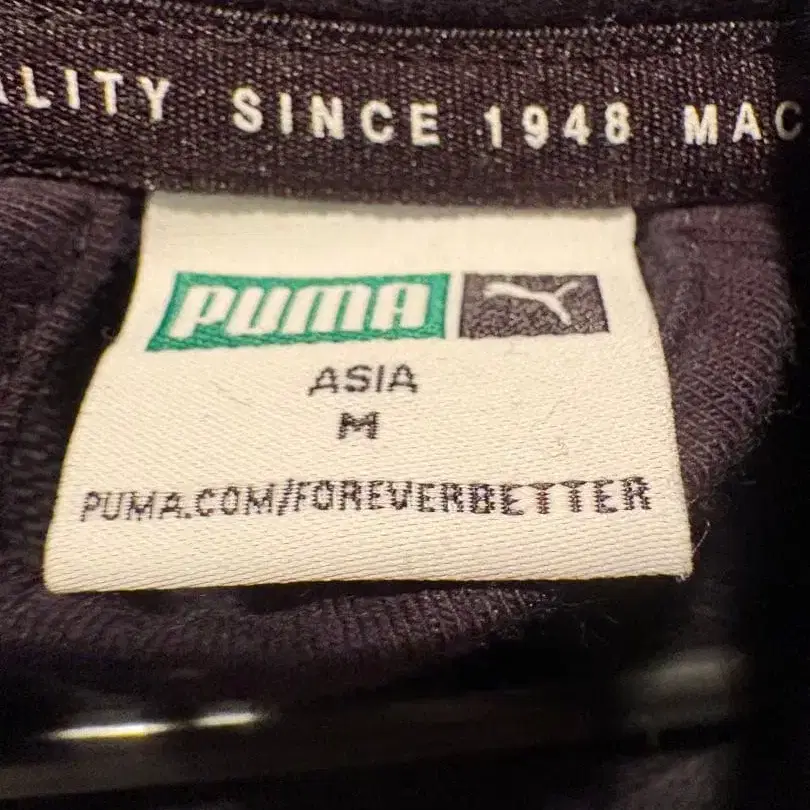 ALITY SINCE 1948 MAC
PUMA
ASIA
M
PUMA.COM/FOREVERBETTER